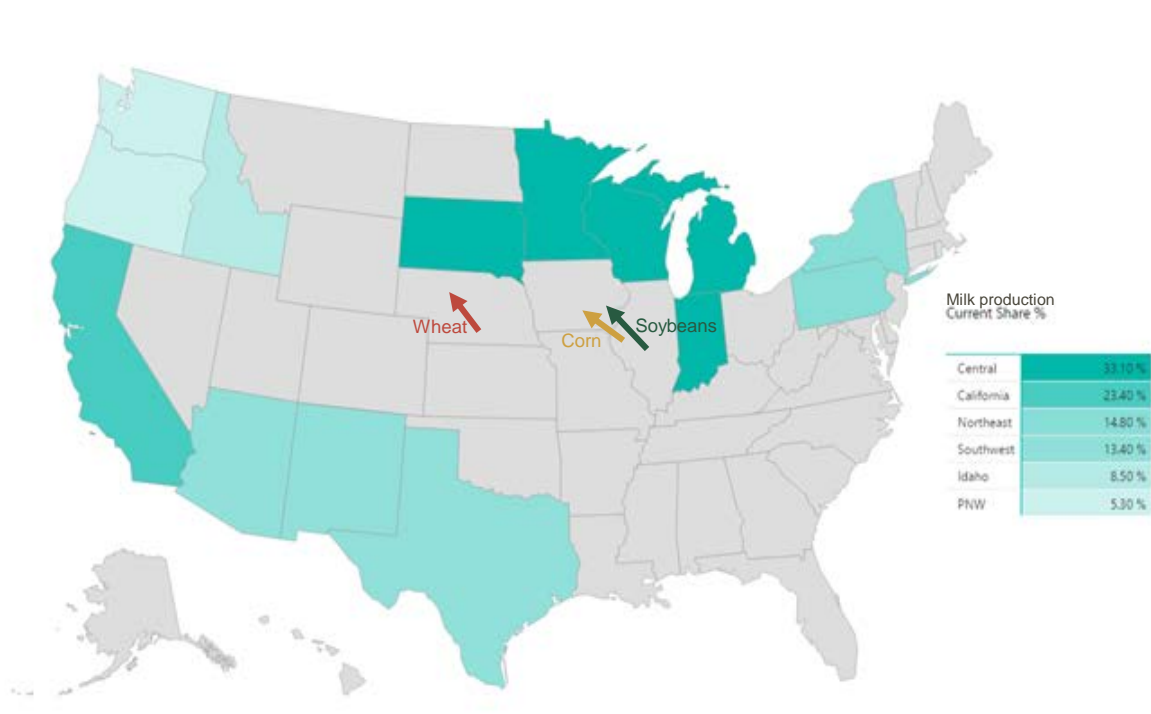 Milk production
Current Share %
Wheat
Soybeans
Corn
Central 33.10 %
California 23.40 %
Northeast 14.80 %
Southwest 13.40 %
Idaho 8.50 %
PNW 5.30 %